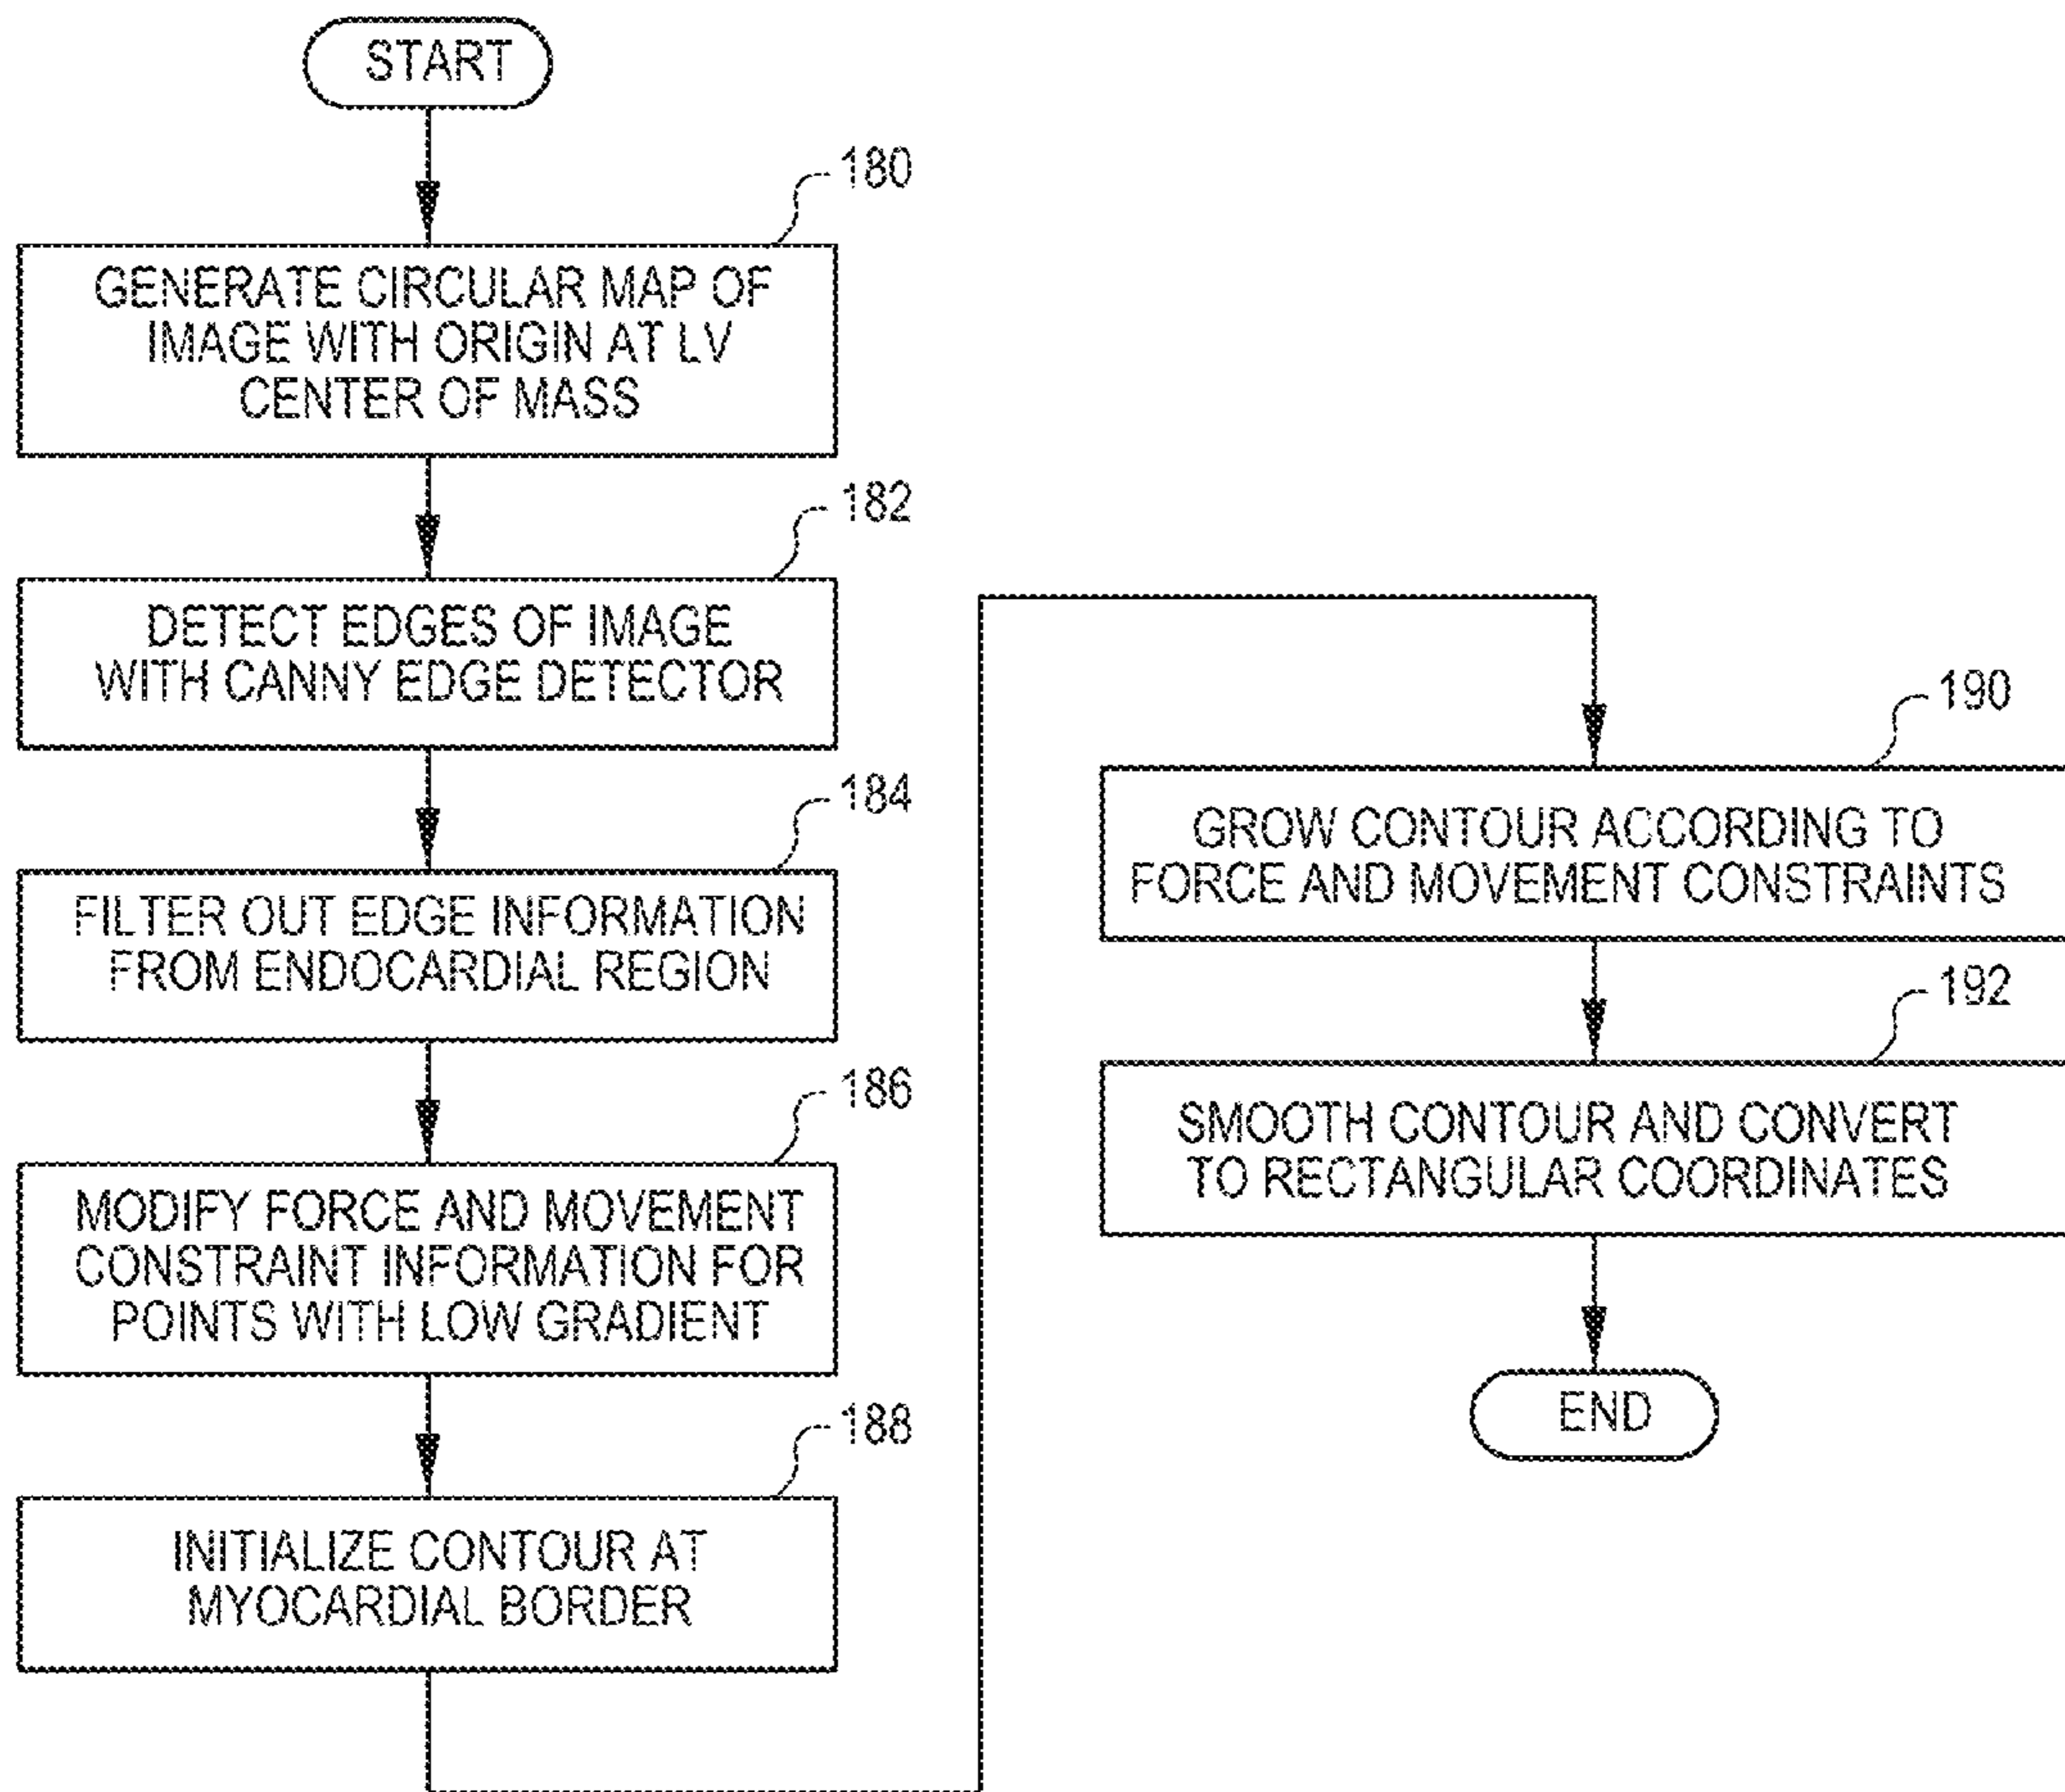 START
180
GENERATE CIRCULAR MAP OF
IMAGE WITH ORIGIN AT LV
CENTER OF MASS
182
DETECT EDGES OF IMAGE
WITH CANNY EDGE DETECTOR
184
FILTER OUT EDGE INFORMATION
FROM ENDOCARDIAL REGION
186
MODIFY FORCE AND MOVEMENT
CONSTRAINT INFORMATION FOR
POINTS WITH LOW GRADIENT
188
INITIALIZE CONTOUR AT
MYOCARDIAL BORDER
190
GROW CONTOUR ACCORDING TO
FORCE AND MOVEMENT CONSTRAINTS
192
SMOOTH CONTOUR AND CONVERT
TO RECTANGULAR COORDINATES
END